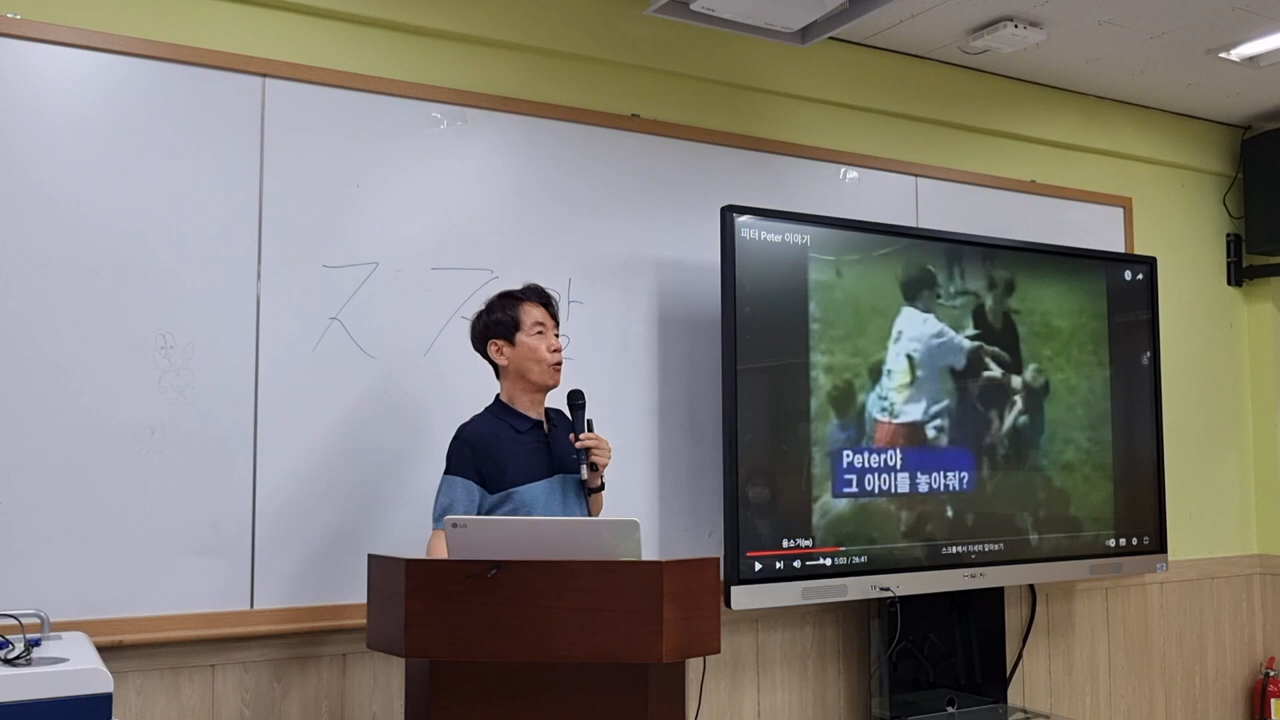 ㅈ ㅈ
피터 Peter 이야기
Peter야
그 아이를 놓아줘?
음소거(m)
5:03 / 26:41
스크롤해서 자세히 알아보기
LG